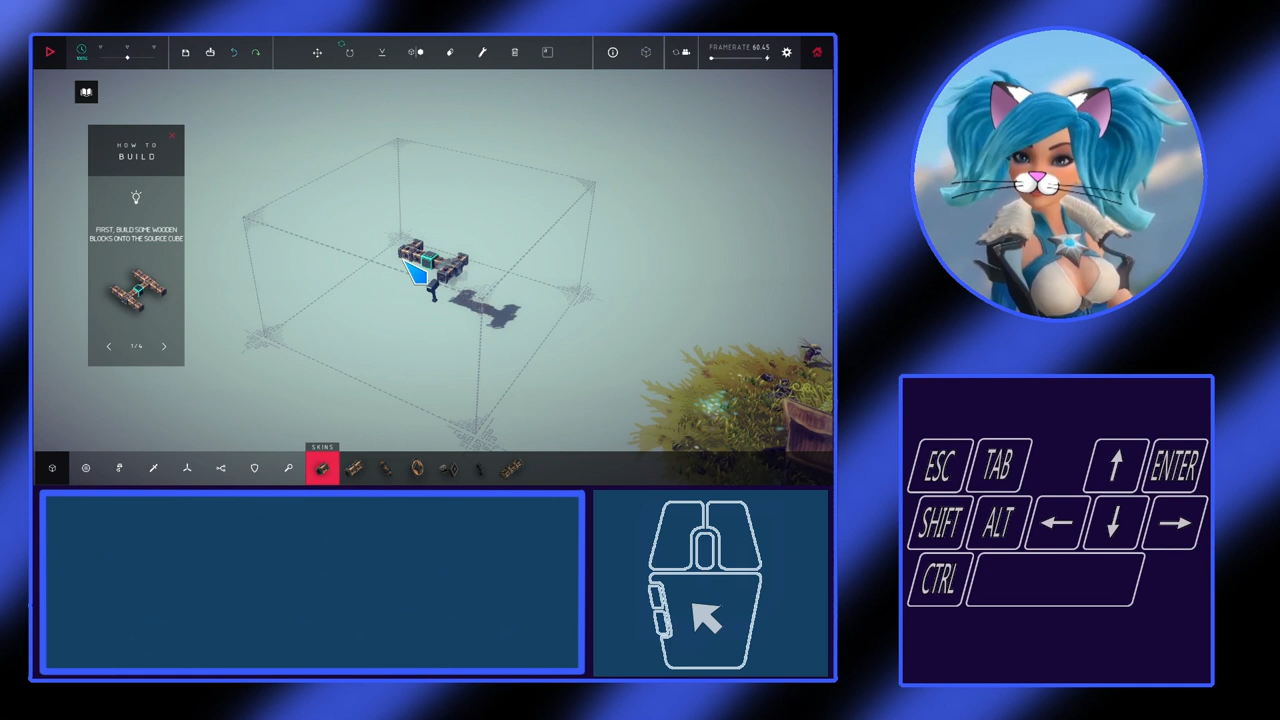 100%
FRAMERATE 60.45
HOW TO
BUILD
FIRST, BUILD SOME WOODEN
BLOCKS ONTO THE SOURCE CUBE
1/4
SKINS
ESC
TAB
ENTER
SHIFT
ALT
CTRL